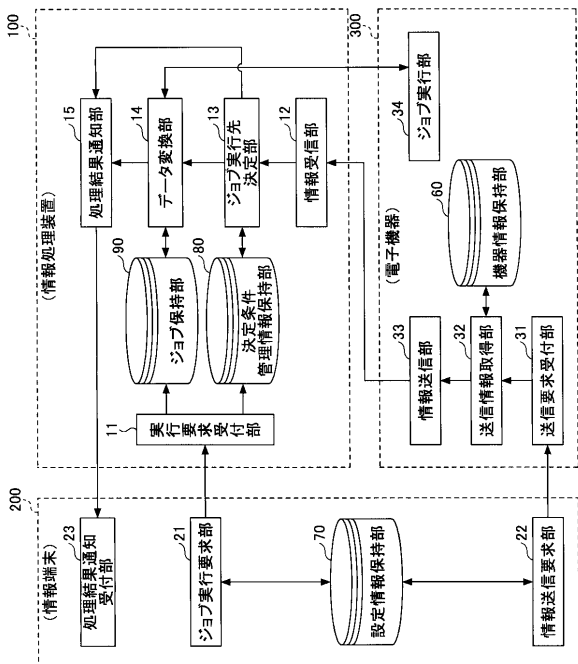 200
(情報端末)
23
処理結果通知
受付部
21
ジョブ実行要求部
70
設定情報保持部
22
情報送信要求部
100
(情報処理装置)
15
処理結果通知部
14
データ変換部
13
ジョブ実行先
決定部
12
情報受信部
90
ジョブ保持部
80
決定条件
管理情報保持部
11
実行要求受付部
300
(電子機器)
34
ジョブ実行部
60
機器情報保持部
33
情報送信部
32
送信情報取得部
31
送信要求受付部